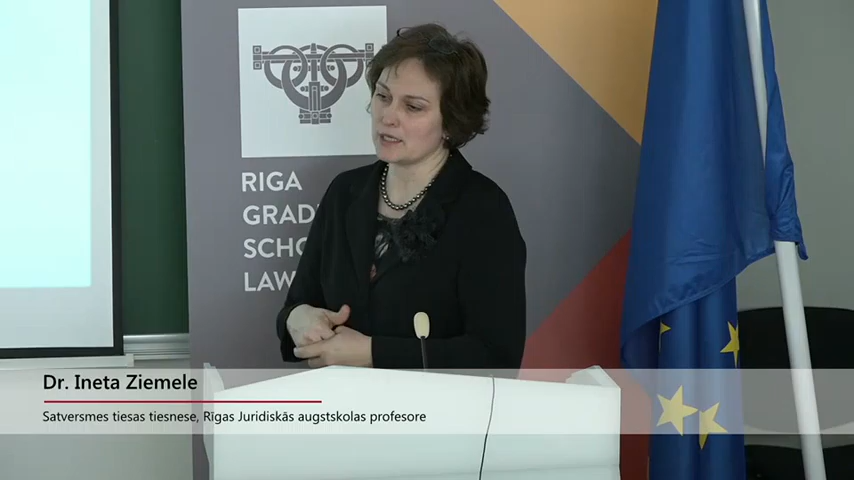 RIGA
GRAD
SCHO
LAW
Dr. Ineta Ziemele
Satversmes tiesas tiesnese, Rīgas Juridiskās augstskolas profesore